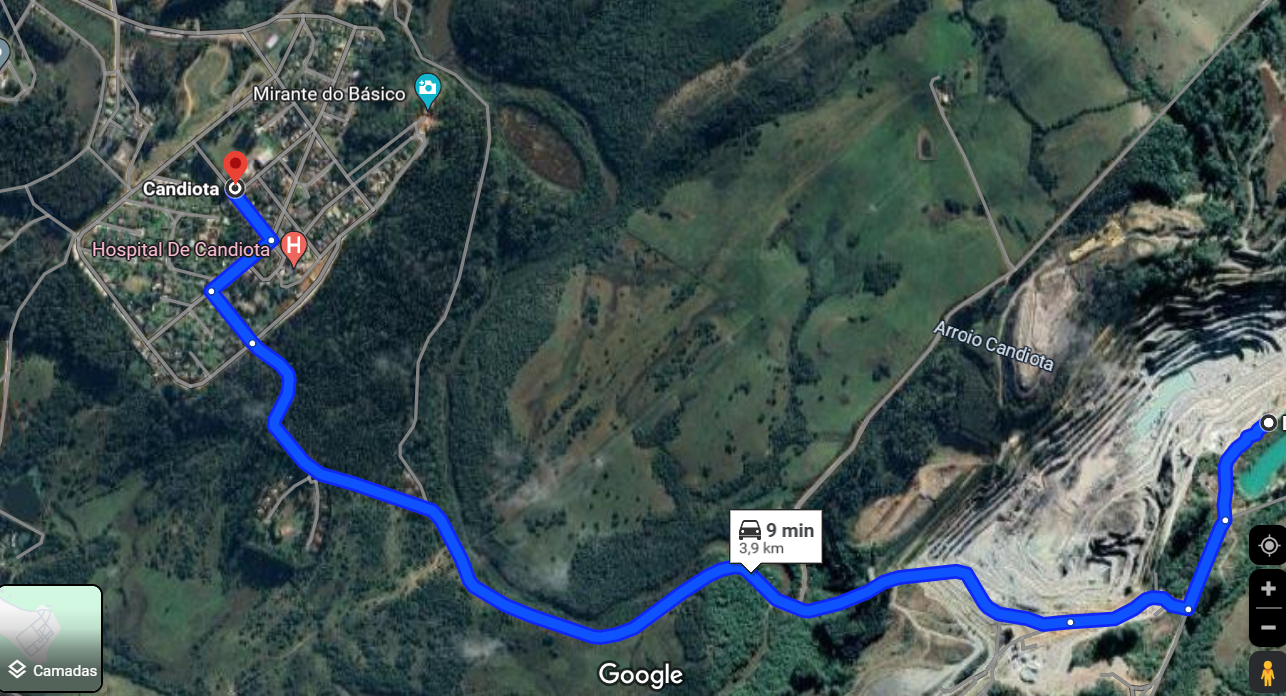 Mirante do Básico
Candiota
Hospital De Candiota
H
Arroio Candiota
9 min
3,9 km
Camadas
Google